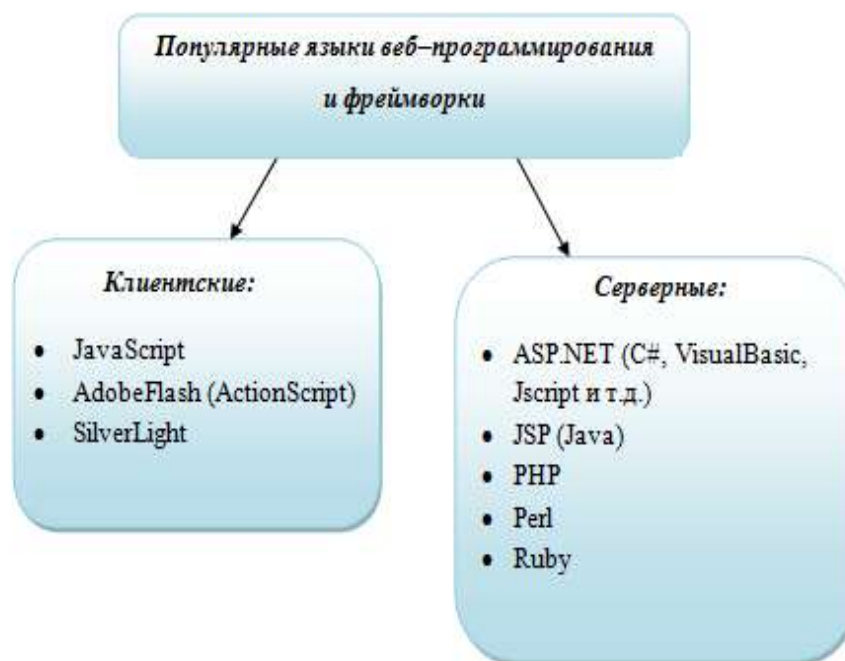 Популярные языки веб–программирования
и фреймворки
Клиентские:
• JavaScript
• AdobeFlash (ActionScript)
• SilverLight
Серверные:
• ASP.NET (C#, VisualBasic,
Jscript и т.д.)
• JSP (Java)
• PHP
• Perl
• Ruby